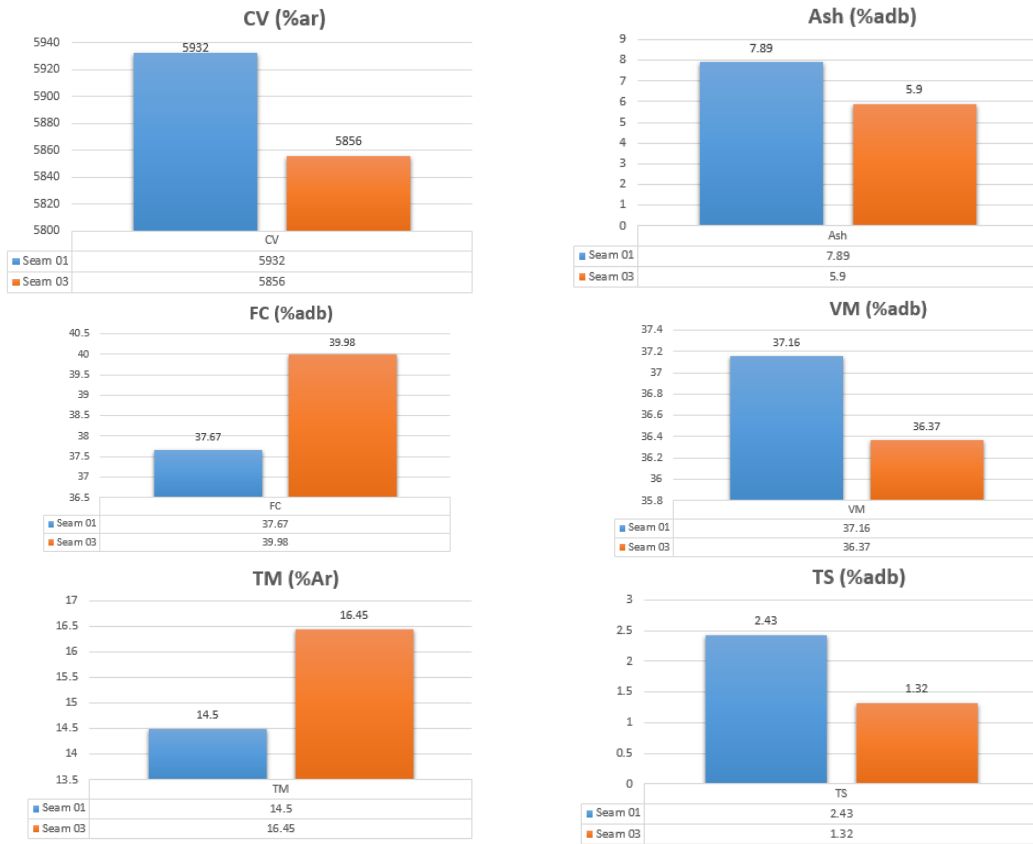 CV (%ar)
5940
5920
5900
5880
5860
5840
5820
5800
5932
5856
CV
Seam 01 5932
Seam 03 5856
Ash (%adb)
9
8
7
6
5
4
3
2
1
0
7.89
5.9
Ash
Seam 01 7.89
Seam 03 5.9
FC (%adb)
40.5
40
39.5
39
38.5
38
37.5
37
36.5
37.67
39.98
FC
Seam 01 37.67
Seam 03 39.98
VM (%adb)
37.4
37.2
37
36.8
36.6
36.4
36.2
36
35.8
37.16
36.37
VM
Seam 01 37.16
Seam 03 36.37
TM (%Ar)
17
16.5
16
15.5
15
14.5
14
13.5
14.5
16.45
TM
Seam 01 14.5
Seam 03 16.45
TS (%adb)
3
2.5
2
1.5
1
0.5
0
2.43
1.32
TS
Seam 01 2.43
Seam 03 1.32